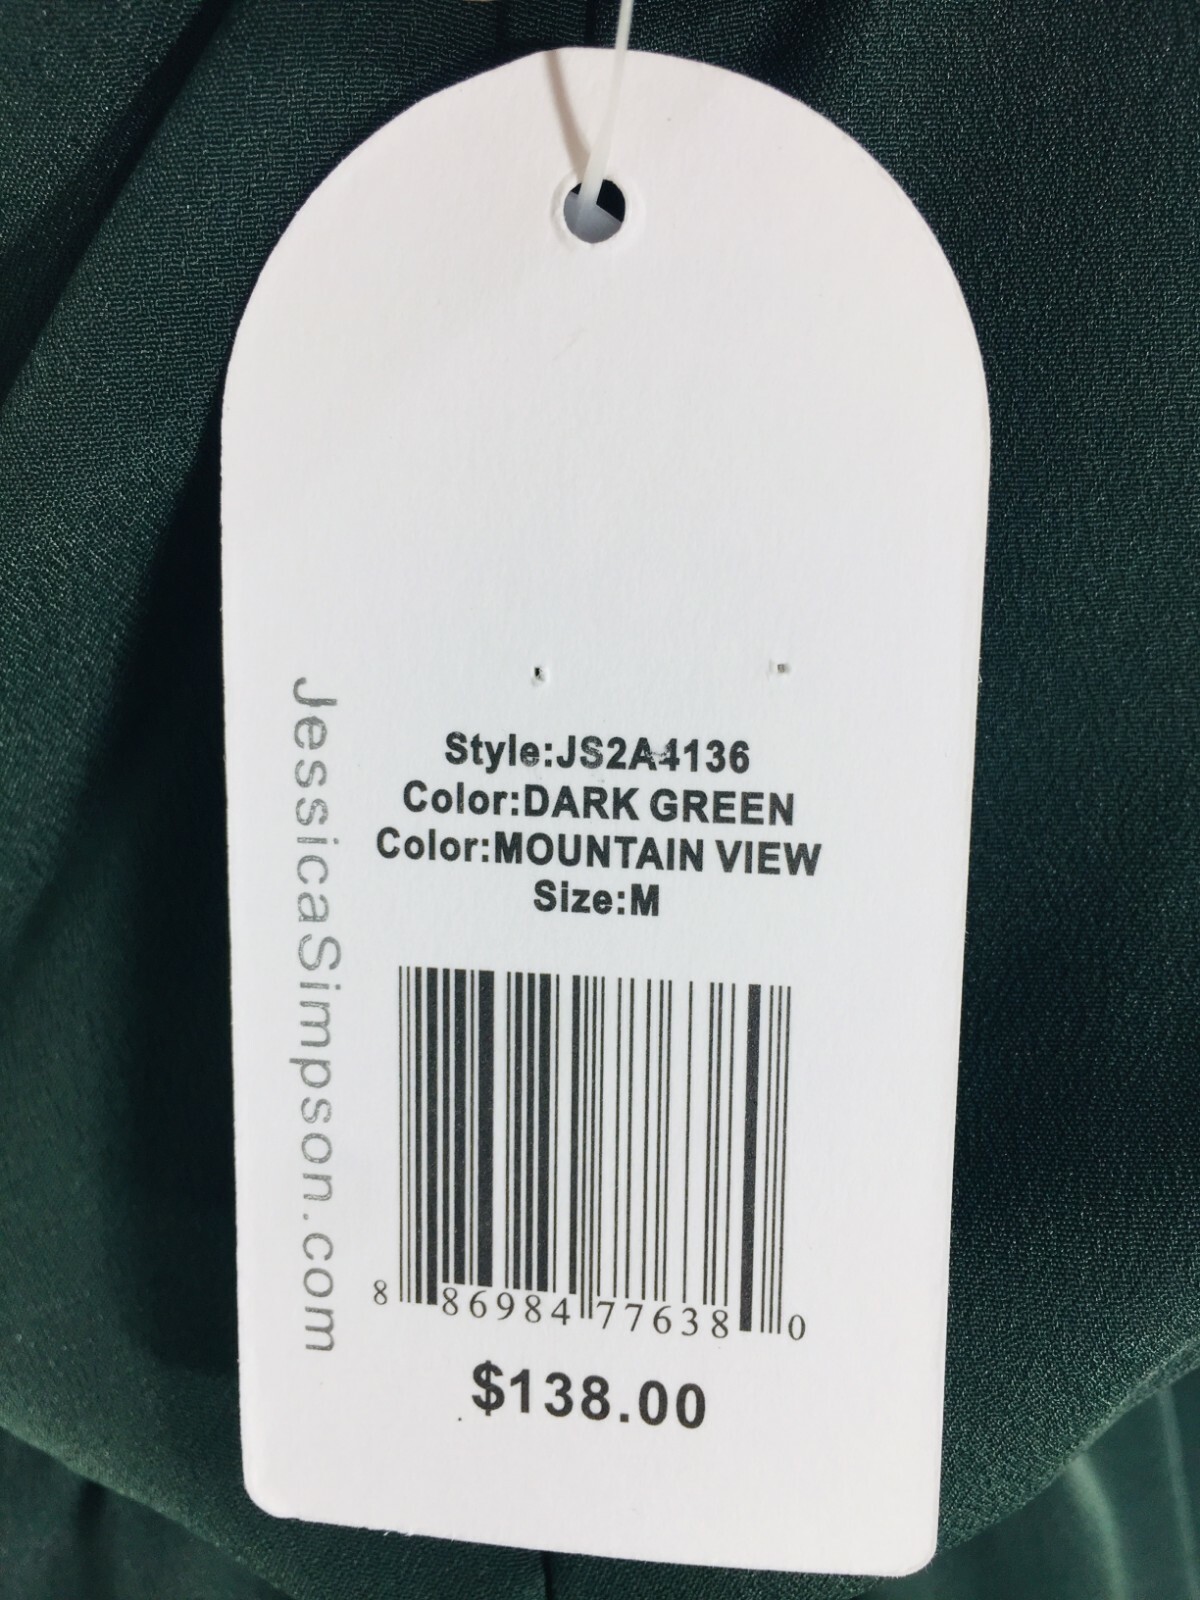 Style:JS2A4136
Color:DARK GREEN
Color:MOUNTAIN VIEW
Size:M
JessicaSimpson.com
8 86984 77638 0
$138.00